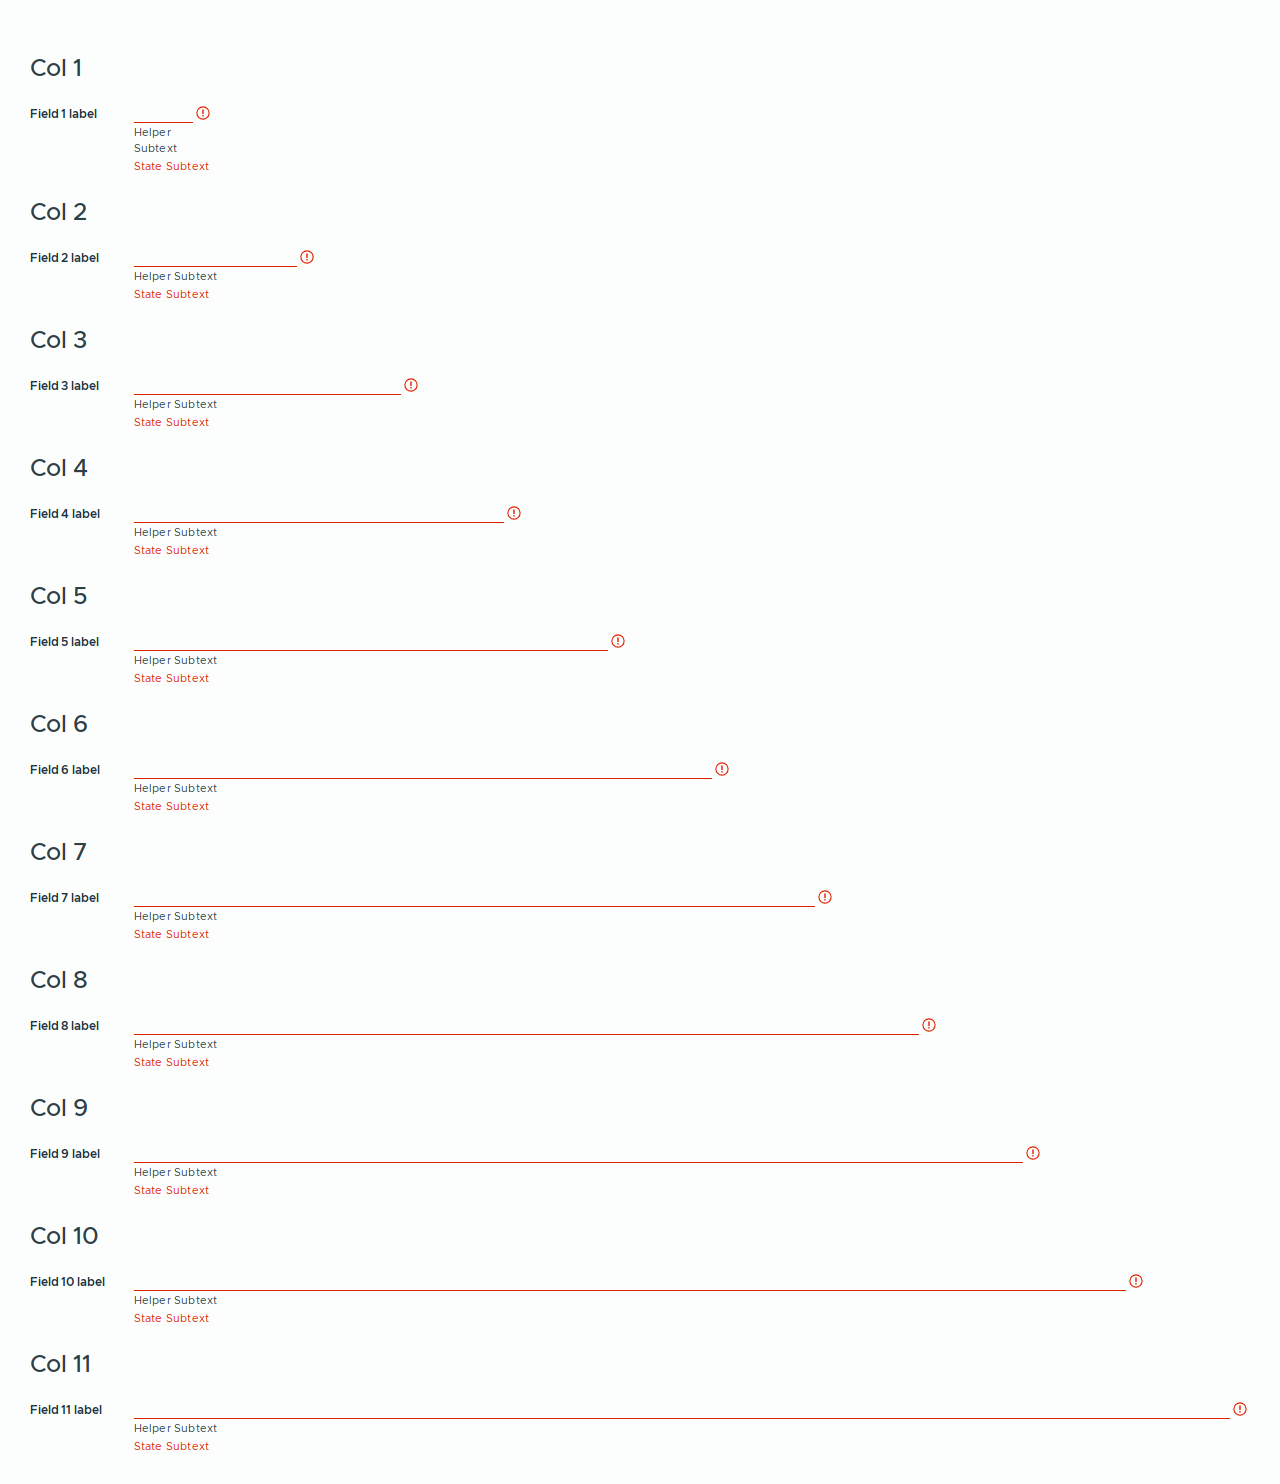 Col 1
Field 1 label
Helper
Subtext
State Subtext
Col 2
Field 2 label
Helper Subtext
State Subtext
Col 3
Field 3 label
Helper Subtext
State Subtext
Col 4
Field 4 label
Helper Subtext
State Subtext
Col 5
Field 5 label
Helper Subtext
State Subtext
Col 6
Field 6 label
Helper Subtext
State Subtext
Col 7
Field 7 label
Helper Subtext
State Subtext
Col 8
Field 8 label
Helper Subtext
State Subtext
Col 9
Field 9 label
Helper Subtext
State Subtext
Col 10
Field 10 label
Helper Subtext
State Subtext
Col 11
Field 11 label
Helper Subtext
State Subtext